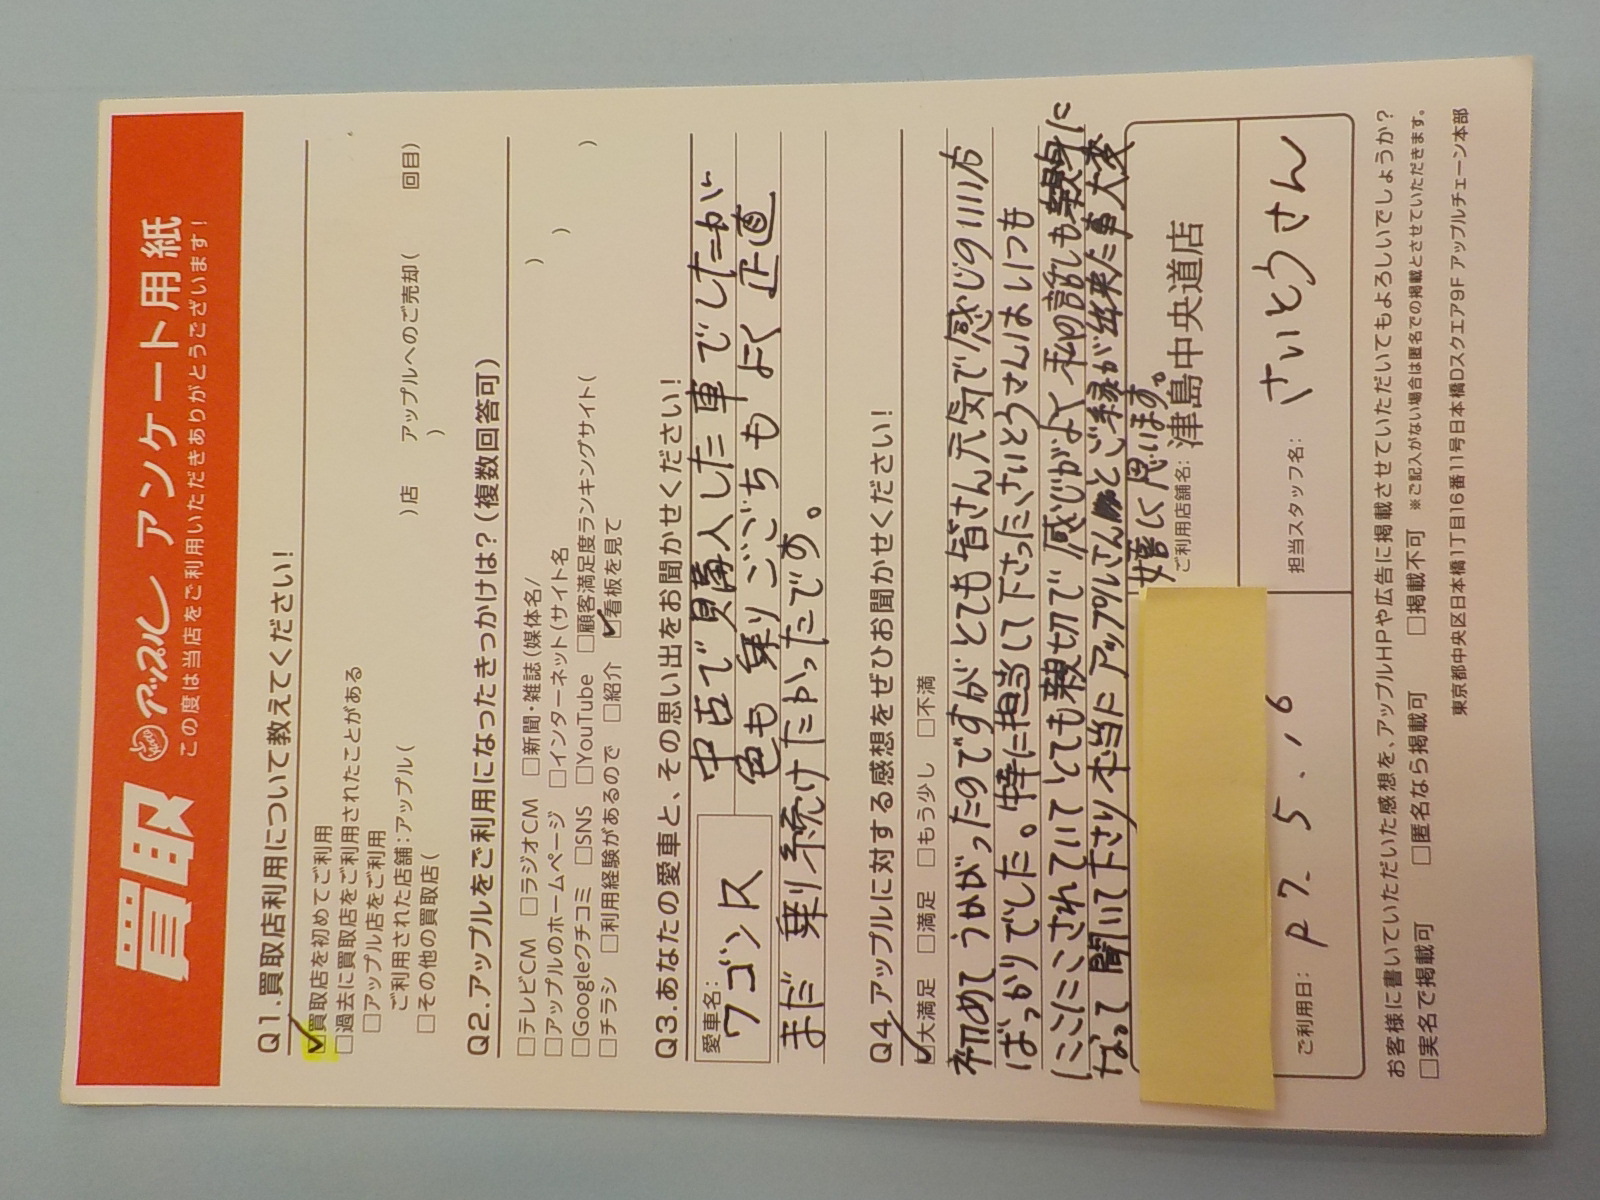 買取 アップル アンケート用紙
この度は当店をご利用いただきありがとうございます!
Q1.買取店利用について教えてください!
☑買取店を初めてご利用
□過去に買取店をご利用されたことがある
□アップル店をご利用
ご利用された店舗:アップル( )店 アップルへのご売却( 回目)
□その他の買取店( )
Q2.アップルをご利用になったきっかけは?(複数回答可)
□テレビCM □ラジオCM □新聞・雑誌(媒体名/ )
□アップルのホームページ □インターネット(サイト名 )
□Googleクチコミ □SNS □YouTube □顧客満足度ランキングサイト( )
□チラシ □利用経験があるので □紹介 ☑看板を見て
Q3.あなたの愛車と、その思い出をお聞かせください!
愛車名:
ワゴンR
中古で購入した車でしたが
色も乗りごごちもよく正直
まだ乗り続けたかったです。
Q4.アップルに対する感想をぜひお聞かせください!
☑大満足 □満足 □もう少し □不満
初めてうかがったのですがとても皆さん元気で感じのいい方
ばっかりでした。特に担当して下さったさいとうさんはいつも
にこにこされていてとても親切で感じがよく私の話しも親身に
なって聞いて下さり本当にアップルさんとご縁が出来た事大変
嬉しく思います。
ご利用店舗名: 津島中央道店
ご利用日: R7.5.16
担当スタッフ名: さいとうさん
お客様に書いていただいた感想を、アップルHPや広告に掲載させていただいてもよろしいでしょうか?
□実名で掲載可 □匿名なら掲載可 □掲載不可 ※ご記入がない場合は匿名での掲載とさせていただきます。
東京都中央区日本橋1丁目16番11号日本橋Dスクエア9F アップルチェーン本部